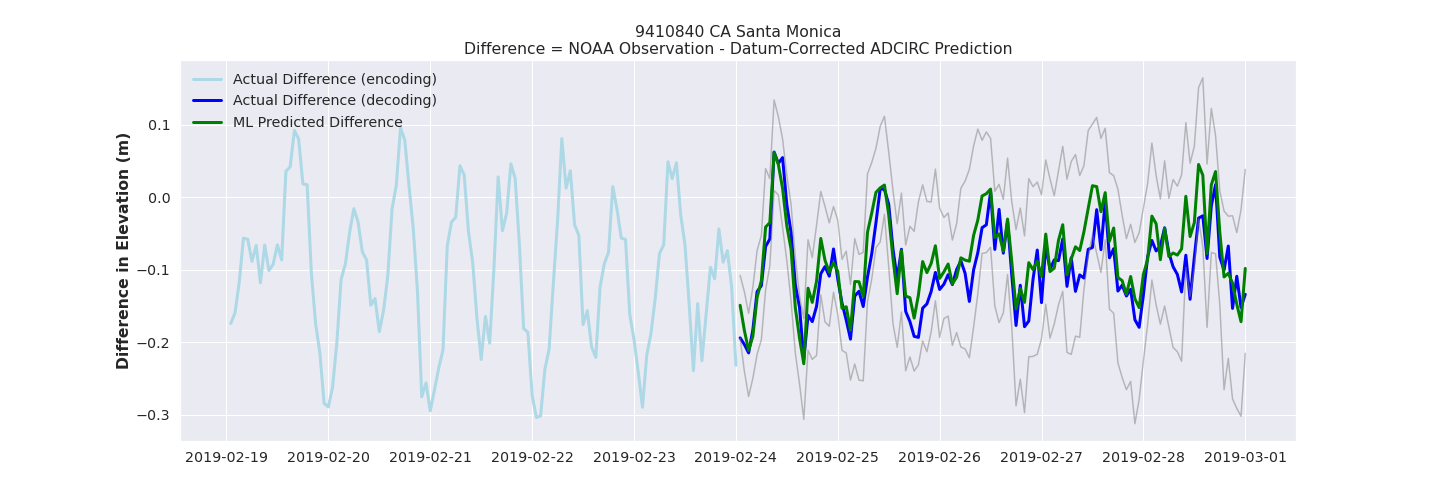 9410840 CA Santa Monica
Difference = NOAA Observation - Datum-Corrected ADCIRC Prediction
Actual Difference (encoding)
Actual Difference (decoding)
ML Predicted Difference
Difference in Elevation (m)
0.1
0.0
−0.1
−0.2
−0.3
2019-02-19 2019-02-20 2019-02-21 2019-02-22 2019-02-23 2019-02-24 2019-02-25 2019-02-26 2019-02-27 2019-02-28 2019-03-01